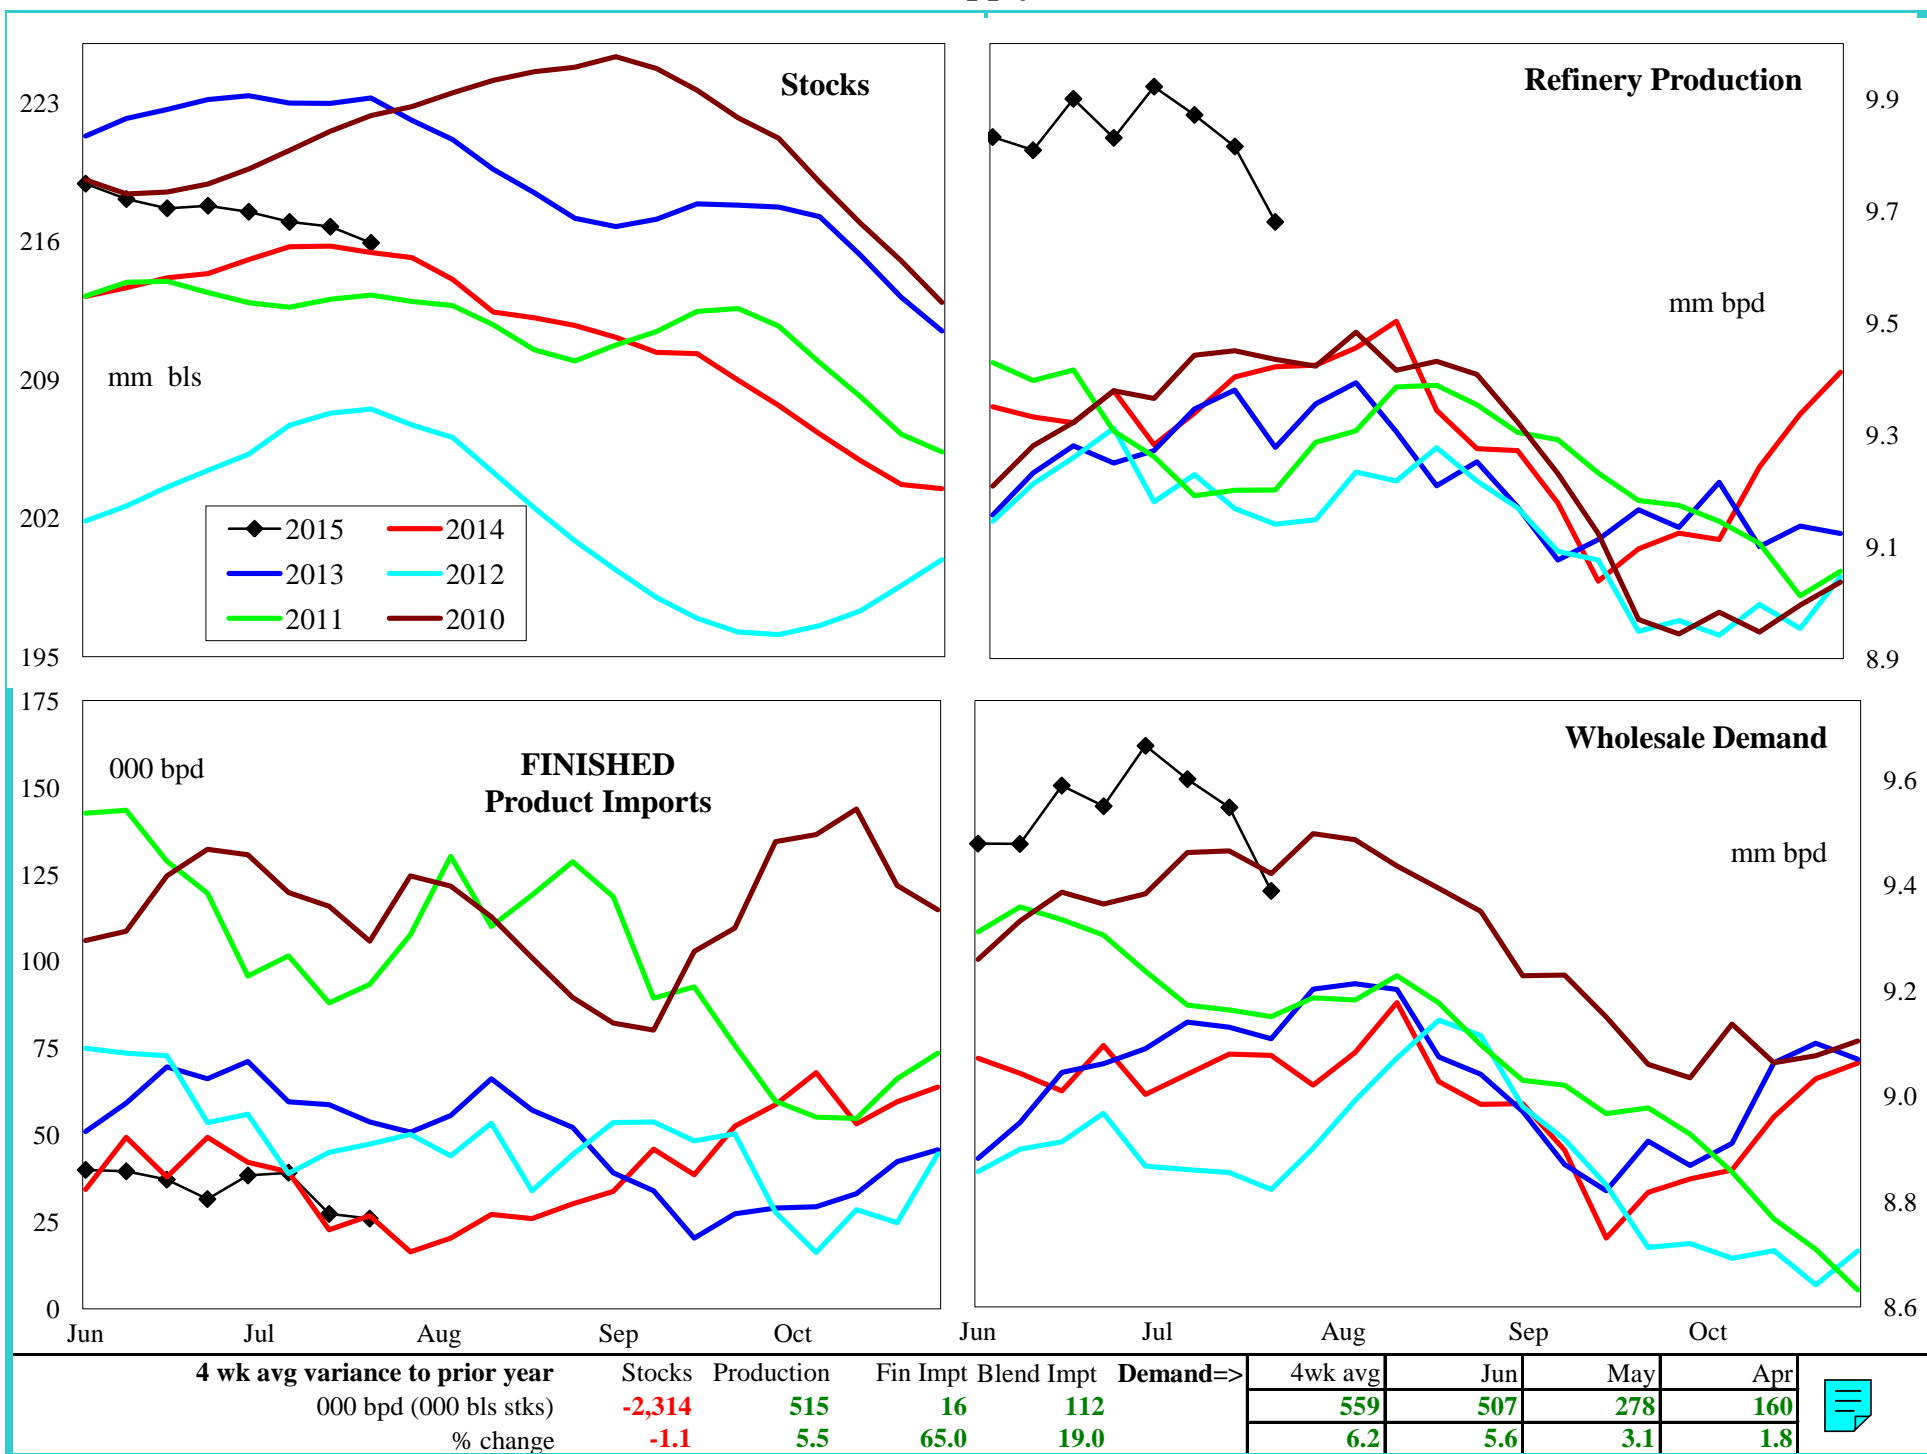 Stocks
223
216
209
202
195
mm bls
2015
2014
2013
2012
2011
2010
Refinery Production
mm bpd
9.9
9.7
9.5
9.3
9.1
8.9
FINISHED
Product Imports
000 bpd
175
150
125
100
75
50
25
0
Jun Jul Aug Sep Oct
Wholesale Demand
mm bpd
9.6
9.4
9.2
9.0
8.8
8.6
Jun Jul Aug Sep Oct
4 wk avg variance to prior year Stocks Production Fin Impt Blend Impt Demand=> 4wk avg Jun May Apr
000 bpd (000 bls stks) -2,314 515 16 112 559 507 278 160
% change -1.1 5.5 65.0 19.0 6.2 5.6 3.1 1.8